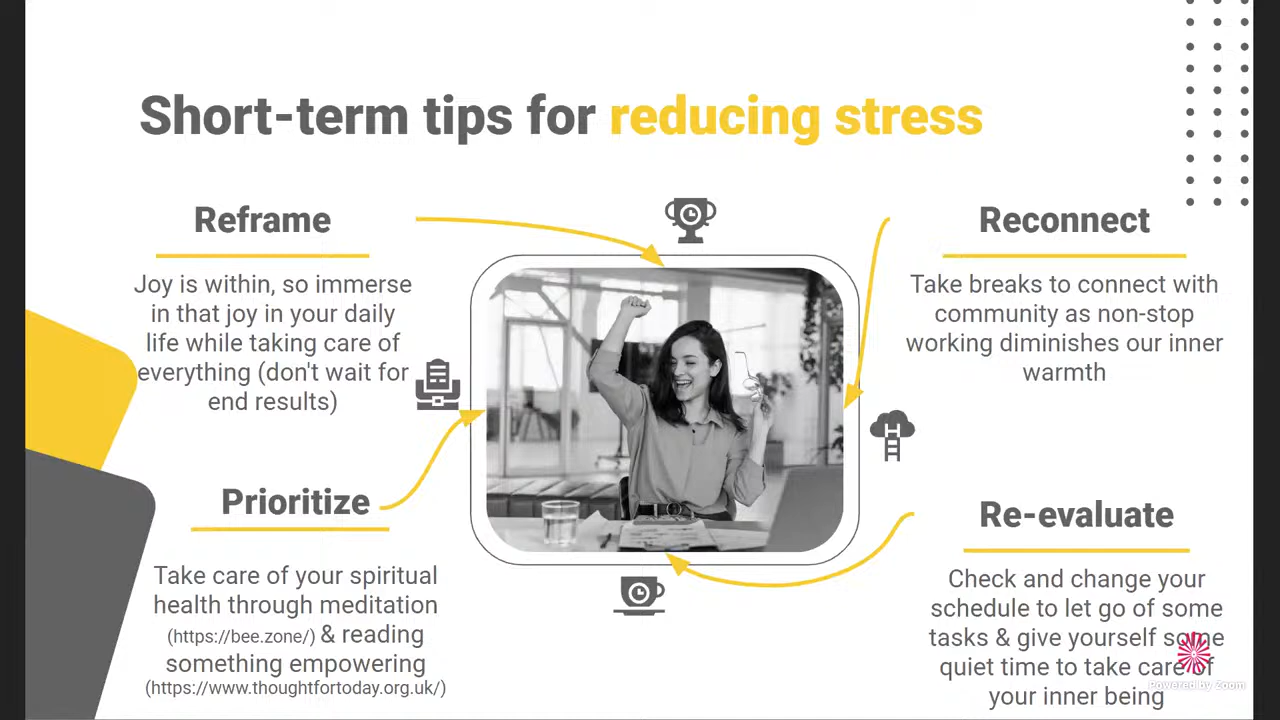 Short-term tips for reducing stress
Reframe
Joy is within, so immerse
in that joy in your daily
life while taking care of
everything (don't wait for
end results)
Reconnect
Take breaks to connect with
community as non-stop
working diminishes our inner
warmth
Prioritize
Take care of your spiritual
health through meditation
(https://bee.zone/) & reading
something empowering
(https://www.thoughtfortoday.org.uk/)
Re-evaluate
Check and change your
schedule to let go of some
tasks & give yourself some
quiet time to take care of
your inner being
Powered by Zoom